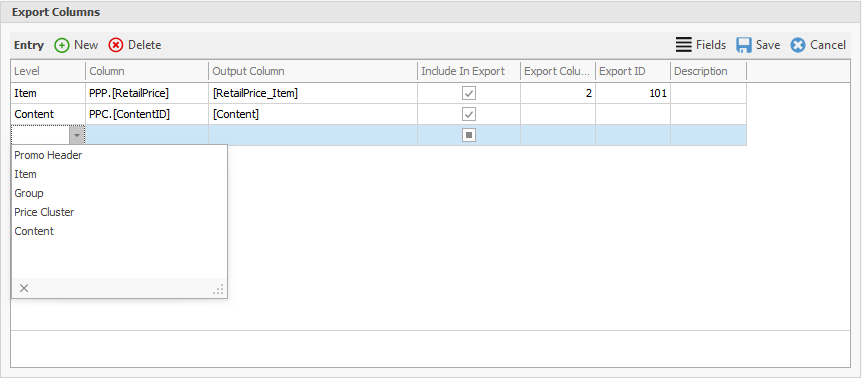 Export Columns
Entry New Delete Fields Save Cancel
Level Column Output Column Include In Export Export Colu... Export ID Description
Item PPP.[RetailPrice] [RetailPrice_Item] 2 101
Content PPC.[ContentID] [Content]
Promo Header
Item
Group
Price Cluster
Content